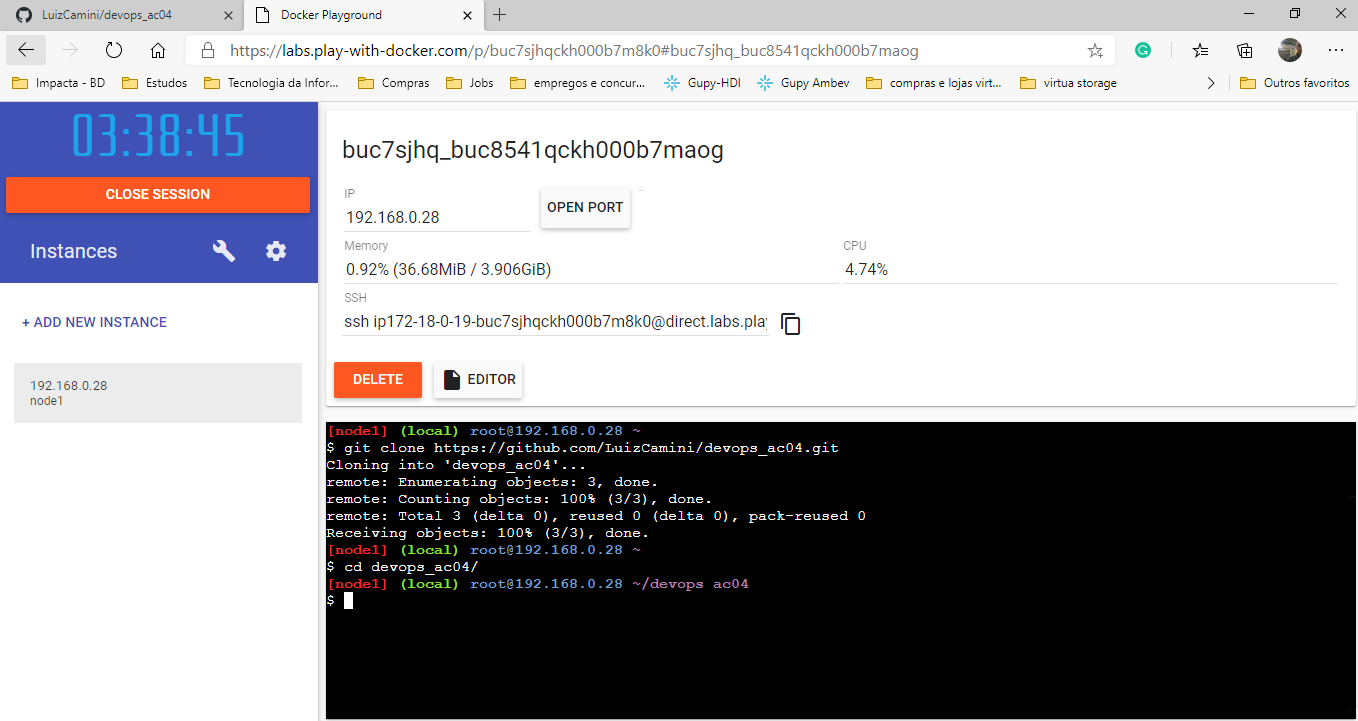 LuizCamini/devops_ac04
Docker Playground
https://labs.play-with-docker.com/p/buc7sjhqckh000b7m8k0#buc7sjhq_buc8541qckh000b7maog
Impacta - BD
Estudos
Tecnologia da Infor...
Compras
Jobs
empregos e concur...
Gupy-HDI
Gupy Ambev
compras e lojas virt...
virtua storage
Outros favoritos
03:38:45
CLOSE SESSION
Instances
+ ADD NEW INSTANCE
192.168.0.28
node1
buc7sjhq_buc8541qckh000b7maog
IP
192.168.0.28
OPEN PORT
Memory
0.92% (36.68MiB / 3.906GiB)
CPU
4.74%
SSH
ssh ip172-18-0-19-buc7sjhqckh000b7m8k0@direct.labs.play
DELETE
EDITOR
[node1] (local) root@192.168.0.28 ~
$ git clone https://github.com/LuizCamini/devops_ac04.git
Cloning into 'devops_ac04'...
remote: Enumerating objects: 3, done.
remote: Counting objects: 100% (3/3), done.
remote: Total 3 (delta 0), reused 0 (delta 0), pack-reused 0
Receiving objects: 100% (3/3), done.
[node1] (local) root@192.168.0.28 ~
$ cd devops_ac04/
[node1] (local) root@192.168.0.28 ~/devops ac04
$